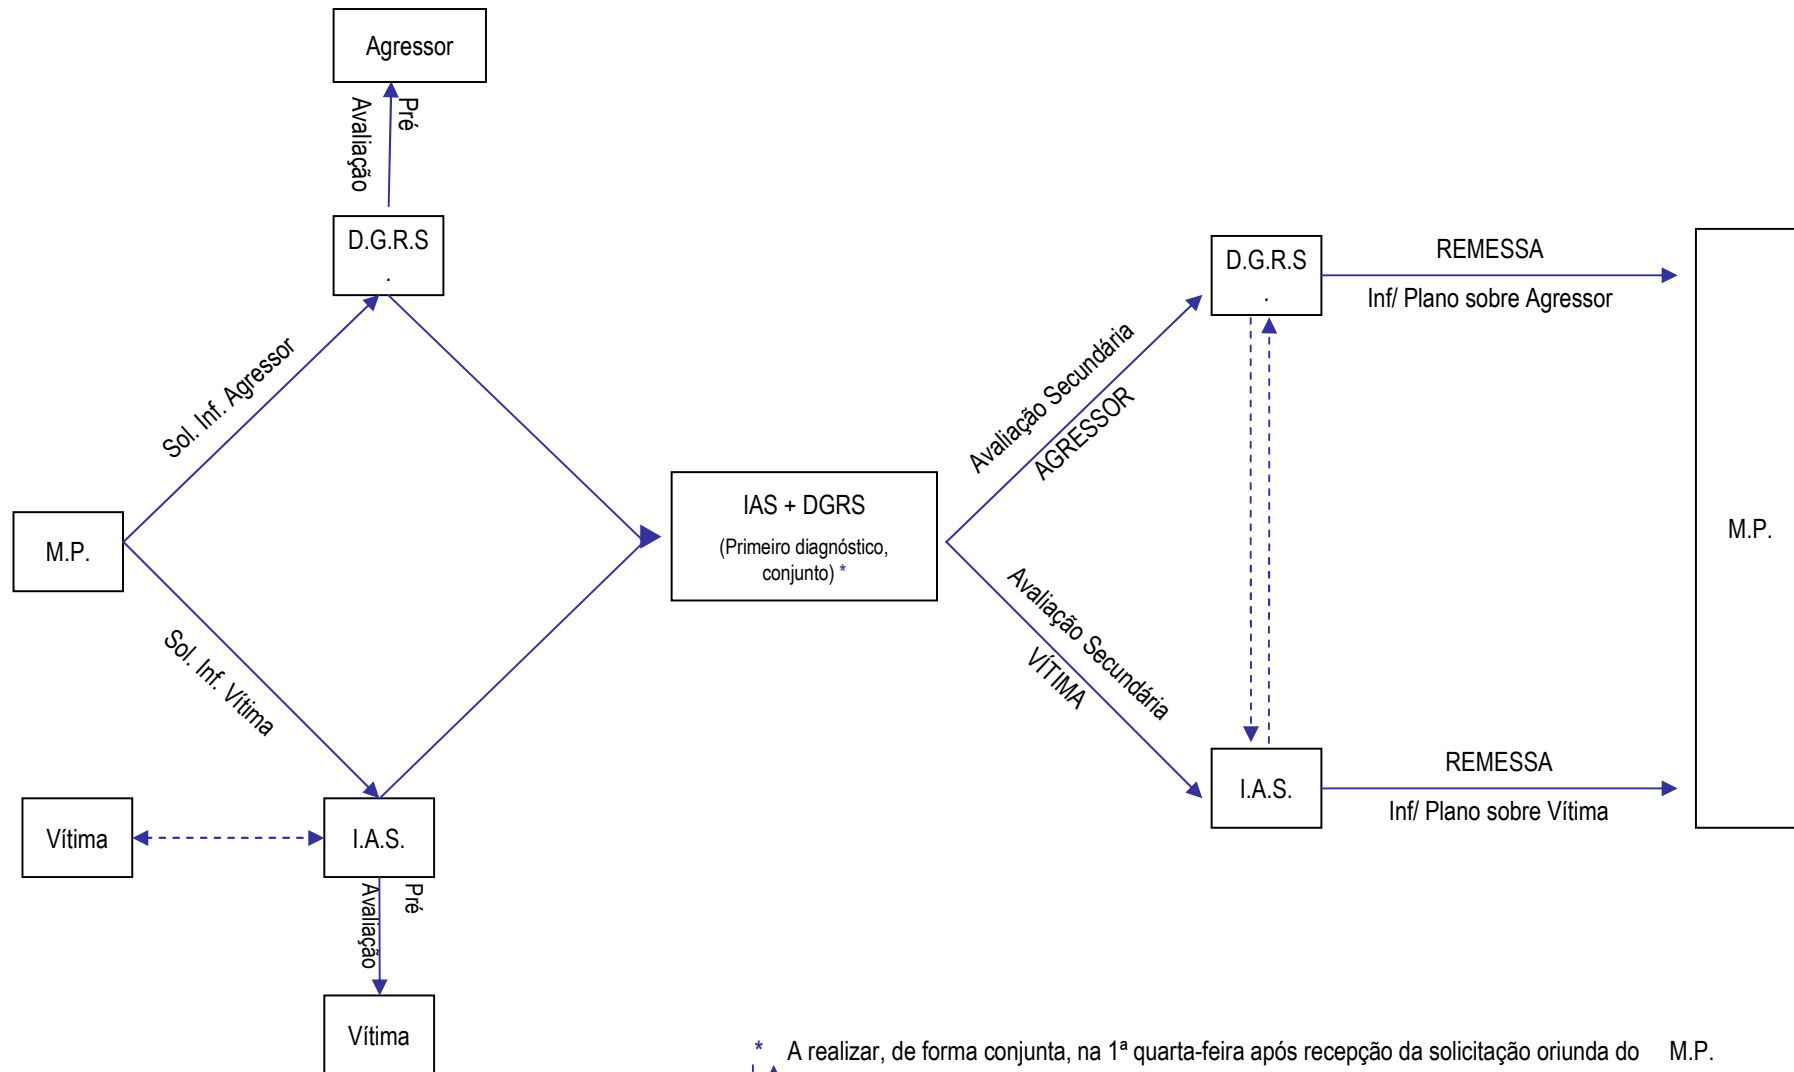 Agressor
Pré
Avaliação
D.G.R.S
.
Sol. Inf. Agressor
M.P.
Sol. Inf. Vítima
Vítima
I.A.S.
Pré
Avaliação
Vítima
IAS + DGRS
(Primeiro diagnóstico,
conjunto) *
Avaliação Secundária
AGRESSOR
Avaliação Secundária
VÍTIMA
D.G.R.S
.
REMESSA
Inf/ Plano sobre Agressor
I.A.S.
REMESSA
Inf/ Plano sobre Vítima
M.P.
* A realizar, de forma conjunta, na 1ª quarta-feira após recepção da solicitação oriunda do M.P.